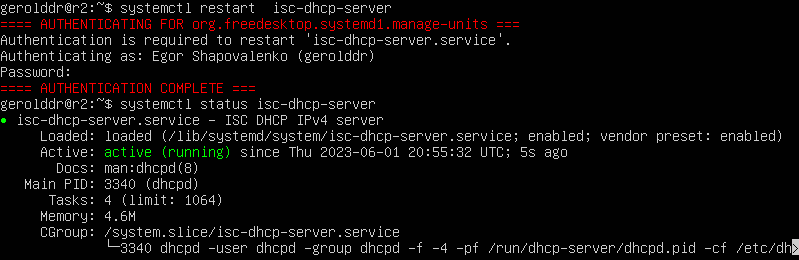 gerolddr@r2:~$ systemctl restart  isc-dhcp-server
==== AUTHENTICATING FOR org.freedesktop.systemd1.manage-units ===
Authentication is required to restart 'isc-dhcp-server.service'.
Authenticating as: Egor Shapovalenko (gerolddr)
Password:
==== AUTHENTICATION COMPLETE ===
gerolddr@r2:~$ systemctl status isc-dhcp-server
● isc-dhcp-server.service - ISC DHCP IPv4 server
     Loaded: loaded (/lib/systemd/system/isc-dhcp-server.service; enabled; vendor preset: enabled)
     Active: active (running) since Thu 2023-06-01 20:55:32 UTC; 5s ago
       Docs: man:dhcpd(8)
   Main PID: 3340 (dhcpd)
      Tasks: 4 (limit: 1064)
     Memory: 4.6M
     CGroup: /system.slice/isc-dhcp-server.service
             └─3340 dhcpd -user dhcpd -group dhcpd -f -4 -pf /run/dhcp-server/dhcpd.pid -cf /etc/dh>